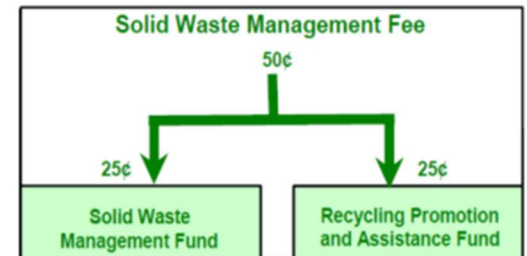 Solid Waste Management Fee
50¢
25¢
25¢
Solid Waste
Management Fund
Recycling Promotion
and Assistance Fund